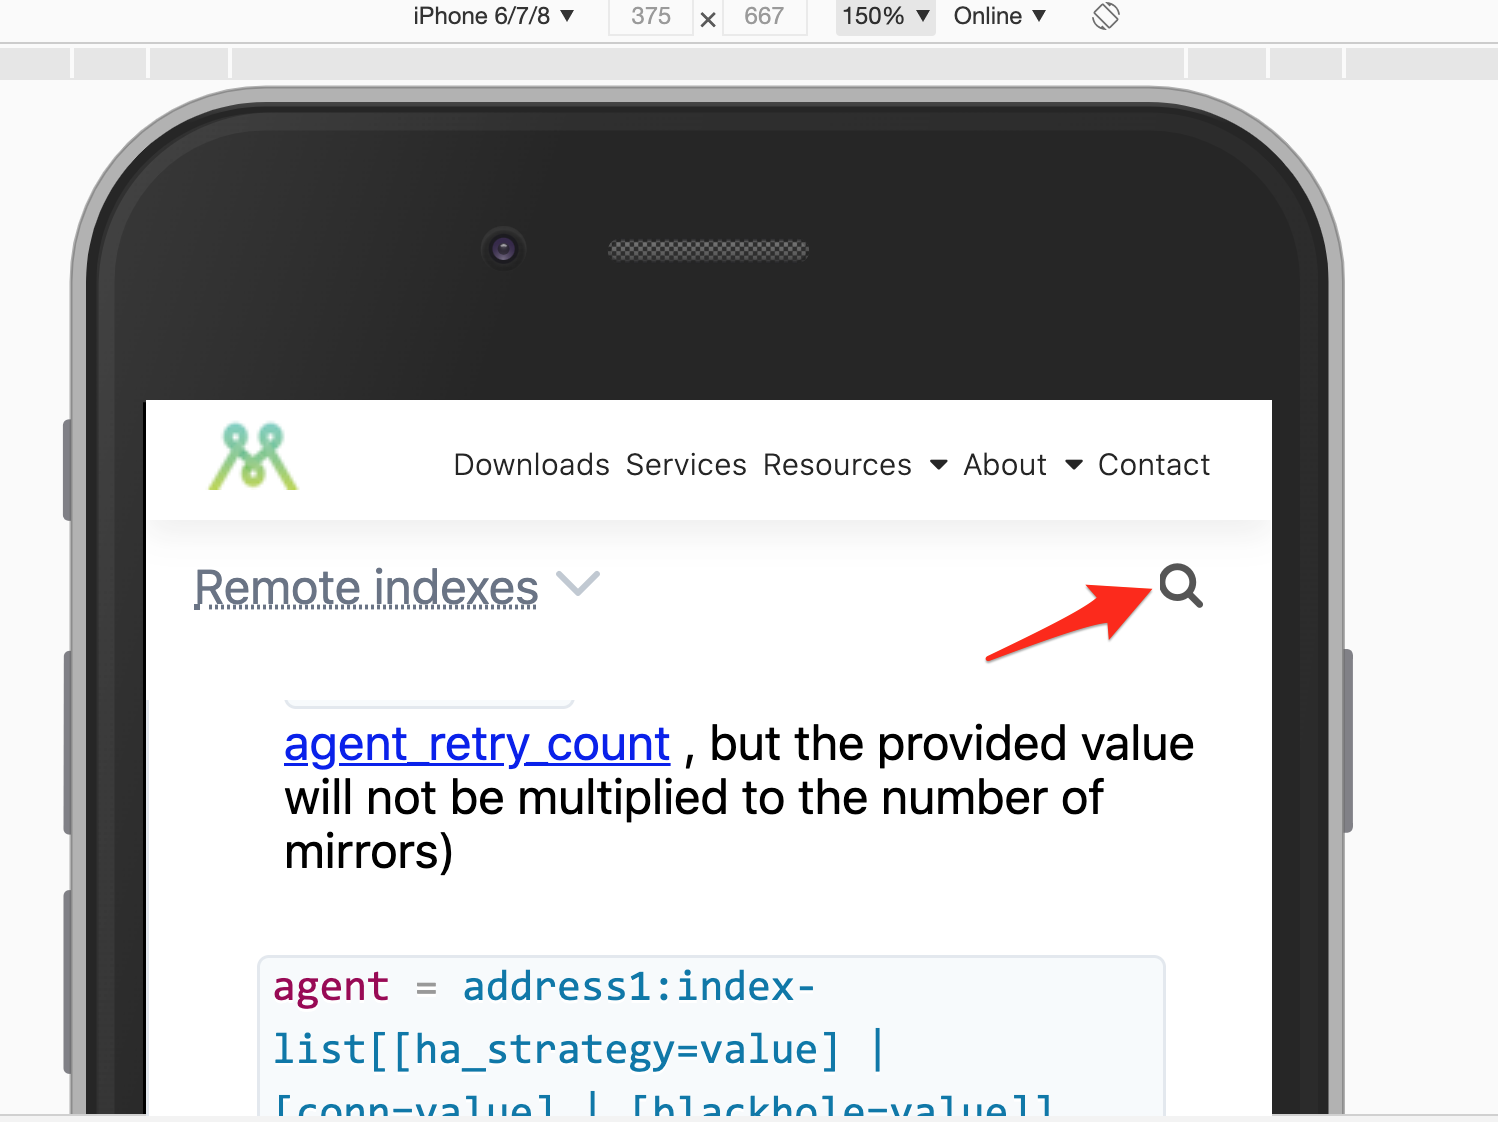 iPhone 6/7/8 ▼ 375 × 667 150% ▼ Online ▼
Downloads Services Resources About Contact
Remote indexes
agent_retry_count , but the provided value
will not be multiplied to the number of
mirrors)
agent = address1:index-
list[[ha_strategy=value] |
[conn=value] | [blackhole=value]]